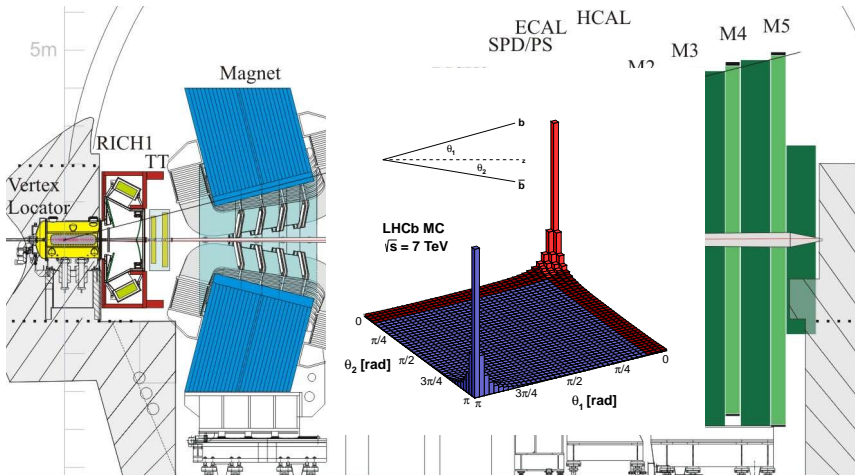 5m
Magnet
RICH1
TT
Vertex
Locator
ECAL
HCAL
SPD/PS
M2
M3
M4
M5
b
θ1
z
θ2
b̅
LHCb MC
√s = 7 TeV
0
π/4
π/2
3π/4
π
θ2 [rad]
π
3π/4
π/2
π/4
0
θ1 [rad]